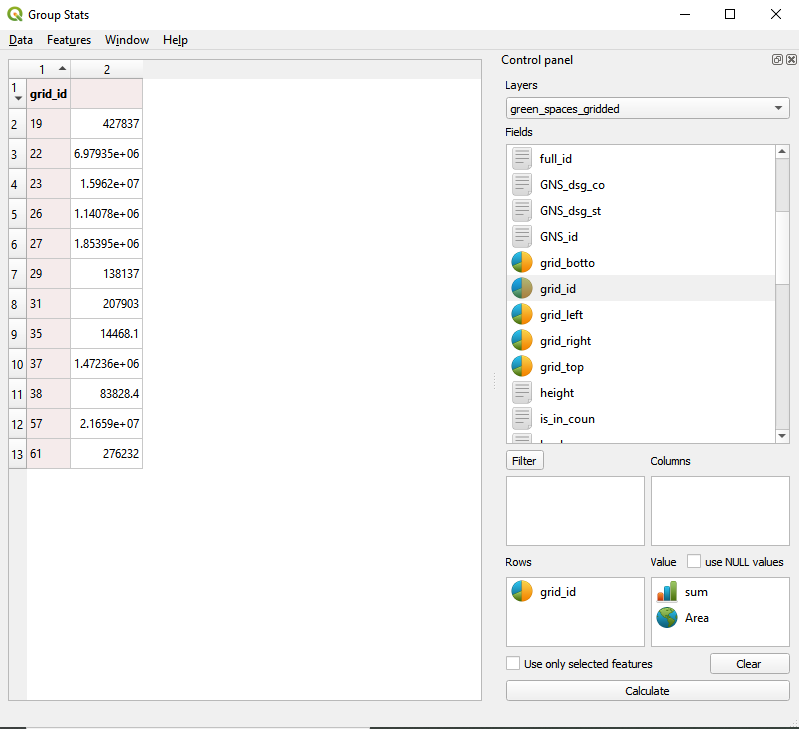 Group Stats
Data Features Window Help
1 2
1 grid_id
2 19 427837
3 22 6.97935e+06
4 23 1.5962e+07
5 26 1.14078e+06
6 27 1.85395e+06
7 29 138137
8 31 207903
9 35 14468.1
10 37 1.47236e+06
11 38 83828.4
12 57 2.1659e+07
13 61 276232
Control panel
Layers
green_spaces_gridded
Fields
full_id
GNS_dsg_co
GNS_dsg_st
GNS_id
grid_botto
grid_id
grid_left
grid_right
grid_top
height
is_in_coun
Filter Columns
Rows Value use NULL values
grid_id sum
Area
Use only selected features Clear
Calculate